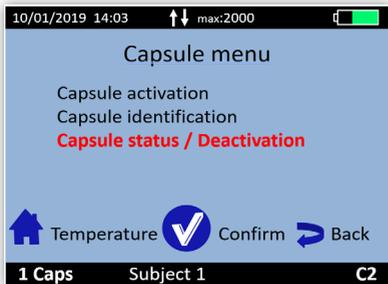 10/01/2019 14:03 max:2000
Capsule menu
Capsule activation
Capsule identification
Capsule status / Deactivation
Temperature Confirm Back
1 Caps Subject 1 C2